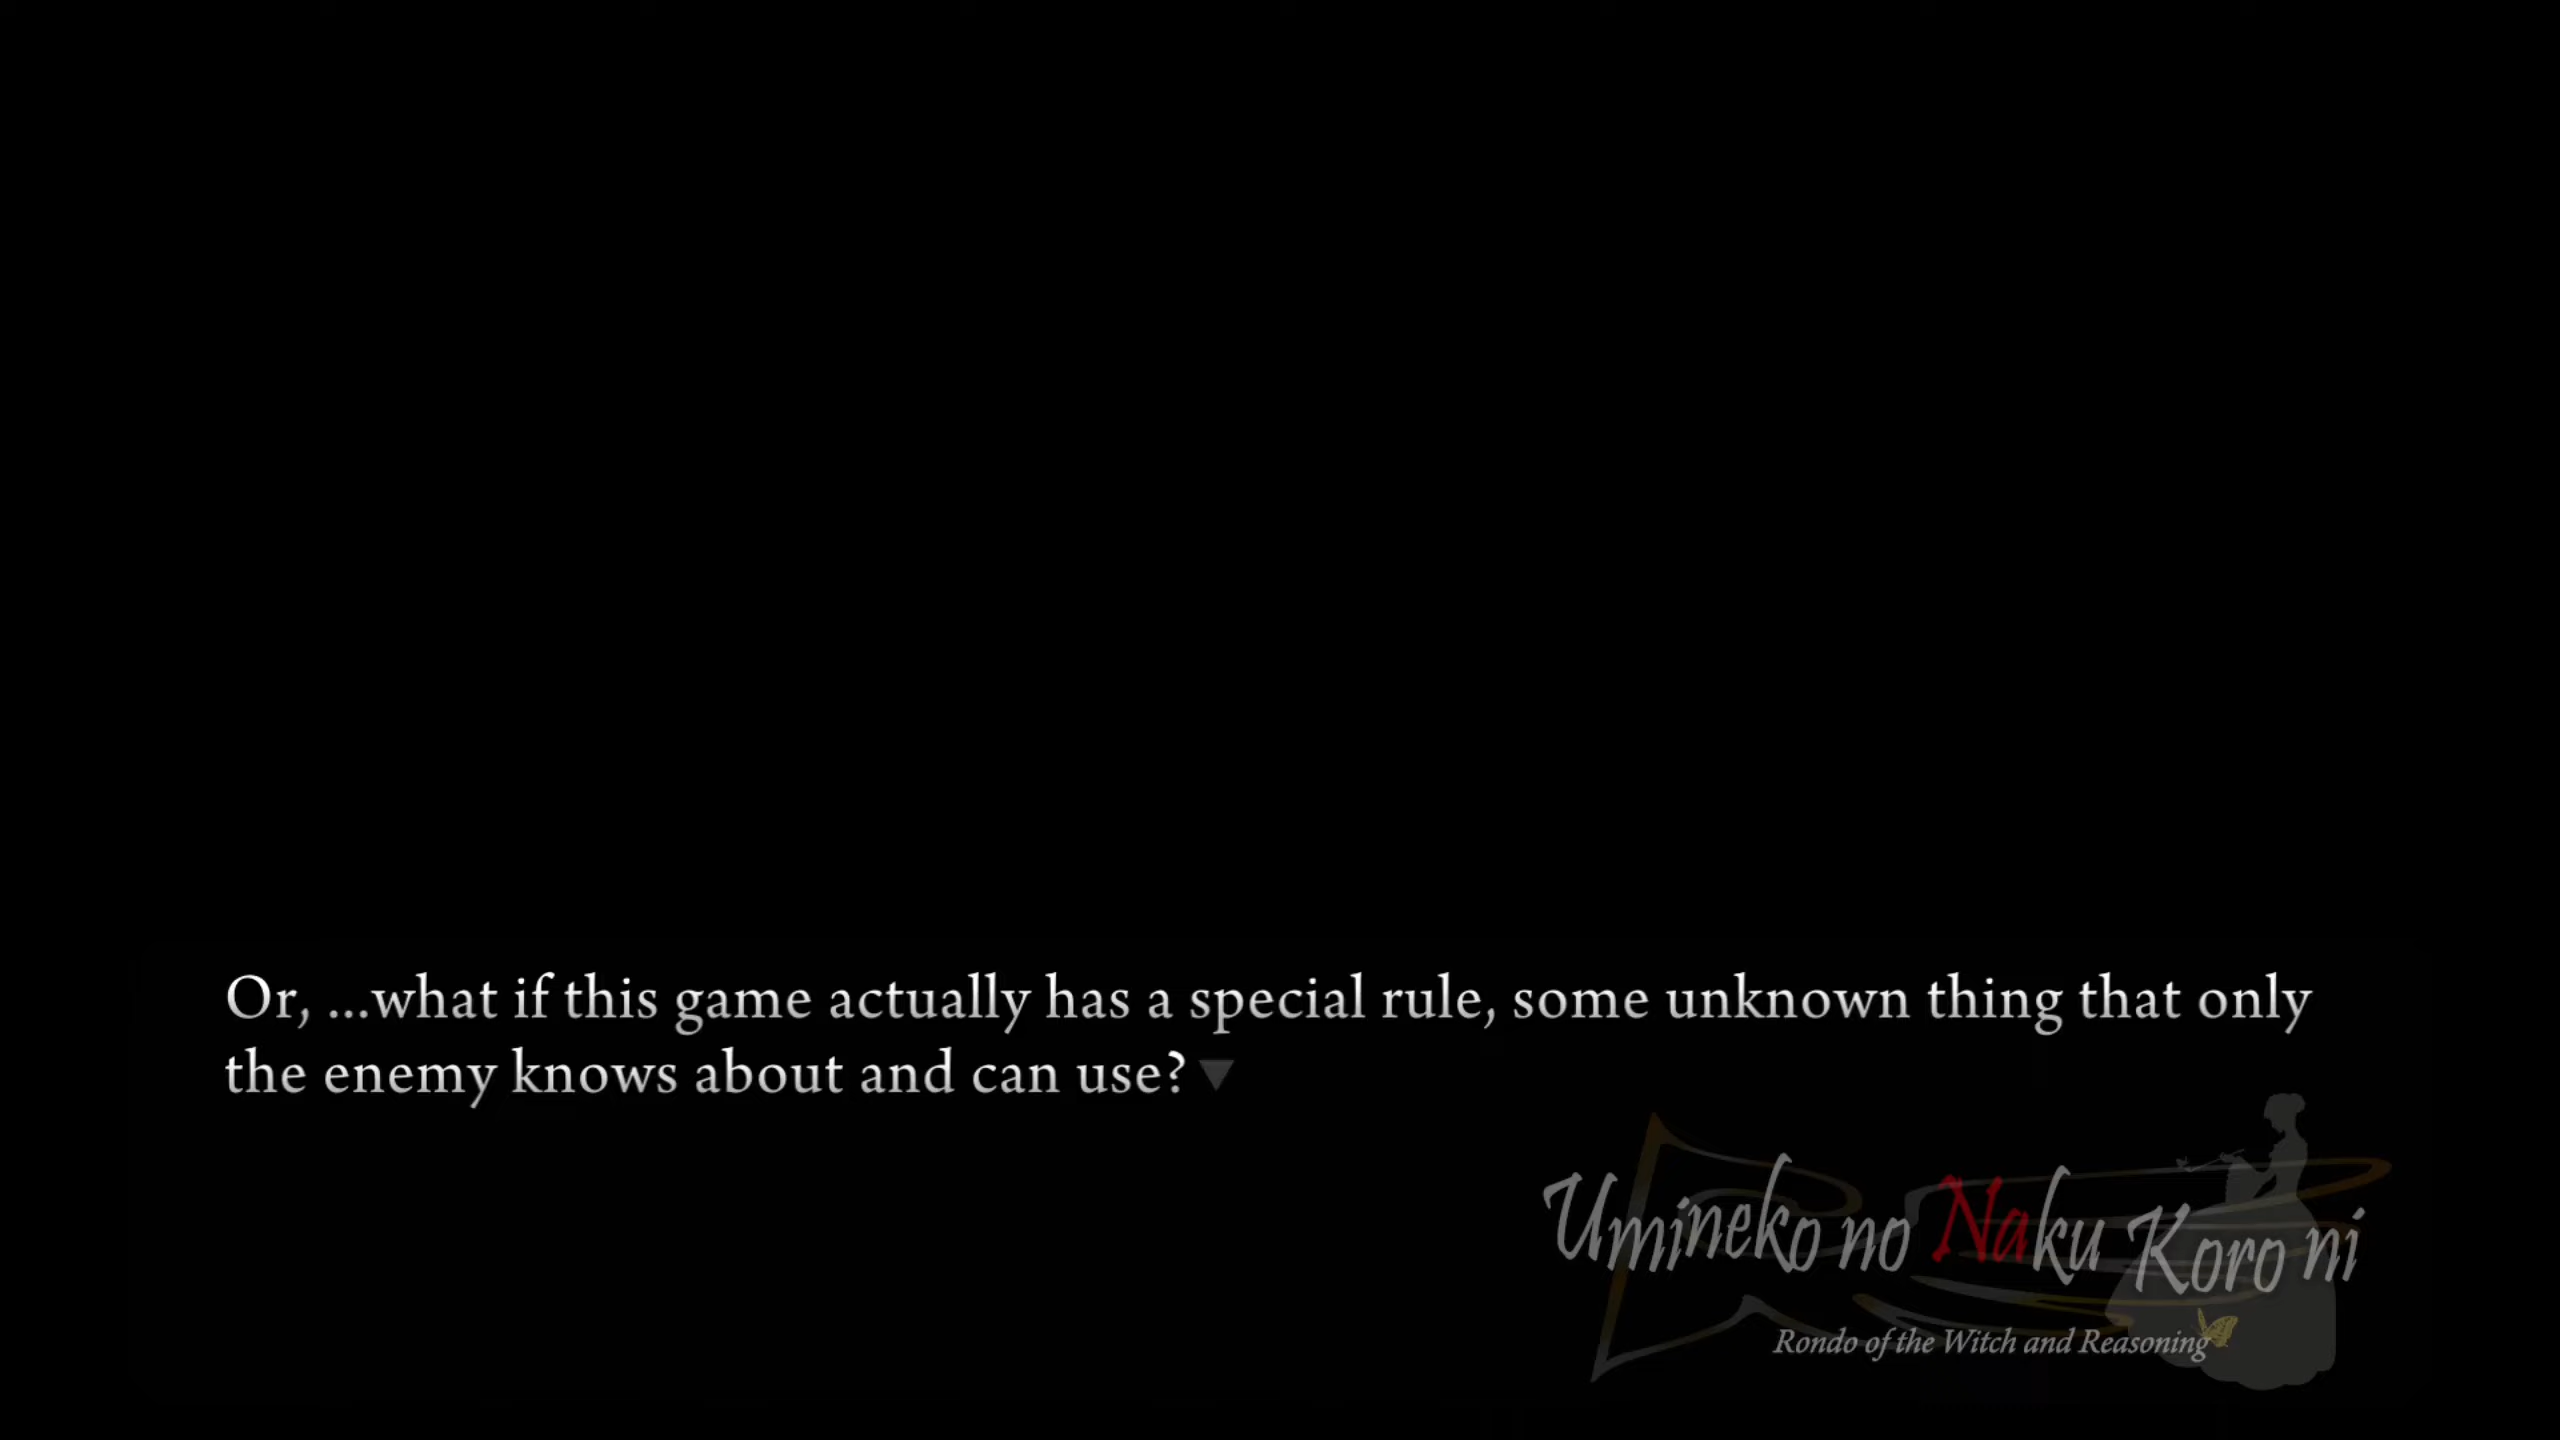 Or, ...what if this game actually has a special rule, some unknown thing that only
the enemy knows about and can use?
Umineko no Naku Koro ni
Rondo of the Witch and Reasoning